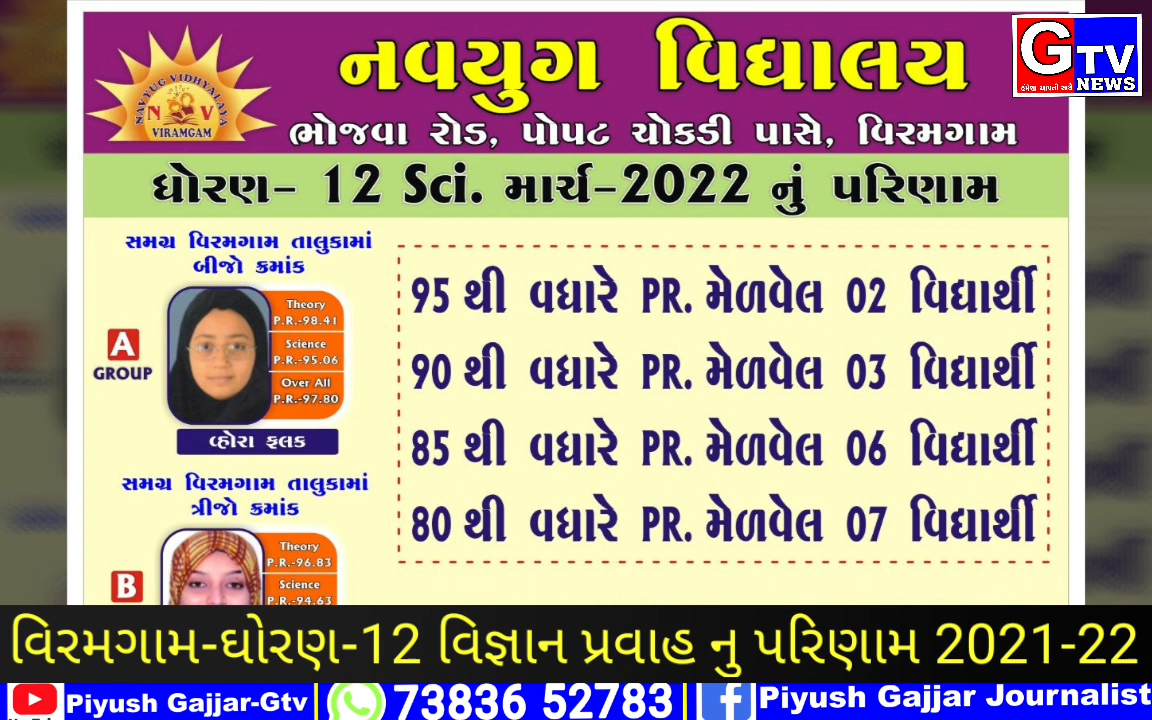 નવયુગ વિદ્યાલય
ભોજવા રોડ, પોપટ ચોકડી પાસે, વિરમગામ
NAVYUG VIDHYALAYA
N V
VIRAMGAM
GTV
NEWS
ધોરણ- 12 Sci. માર્ચ-2022 નું પરિણામ
સમગ્ર વિરમગામ તાલુકામાં
બીજો ક્રમાંક
A
GROUP
Theory
P.R.-98.41
Science
P.R.-95.06
Over All
P.R.-97.80
વ્હોરા ફલક
સમગ્ર વિરમગામ તાલુકામાં
ત્રીજો ક્રમાંક
B
Theory
P.R.-96.83
Science
P.R.-94.63
95 થી વધારે PR. મેળવેલ 02 વિદ્યાર્થી
90 થી વધારે PR. મેળવેલ 03 વિદ્યાર્થી
85 થી વધારે PR. મેળવેલ 06 વિદ્યાર્થી
80 થી વધારે PR. મેળવેલ 07 વિદ્યાર્થી
વિરમગામ-ઘોરણ-12 વિજ્ઞાન પ્રવાહ નુ પરિણામ 2021-22
Piyush Gajjar-Gtv
73836 52783
Piyush Gajjar Journalist